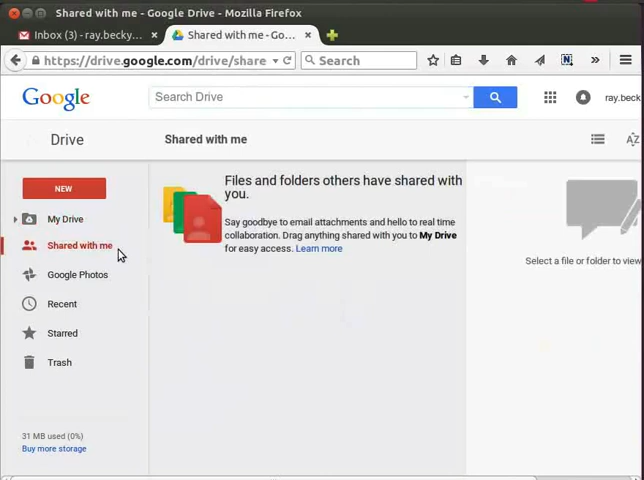 Shared with me - Google Drive - Mozilla Firefox
Inbox (3) - ray.becky...
Shared with me - Go...
https://drive.google.com/drive/share
Search
Google
Search Drive
ray.beck
Drive
Shared with me
AZ
NEW
My Drive
Shared with me
Google Photos
Recent
Starred
Trash
31 MB used (0%)
Buy more storage
Files and folders others have shared with
you.
Say goodbye to email attachments and hello to real time
collaboration. Drag anything shared with you to My Drive
for easy access. Learn more
Select a file or folder to view